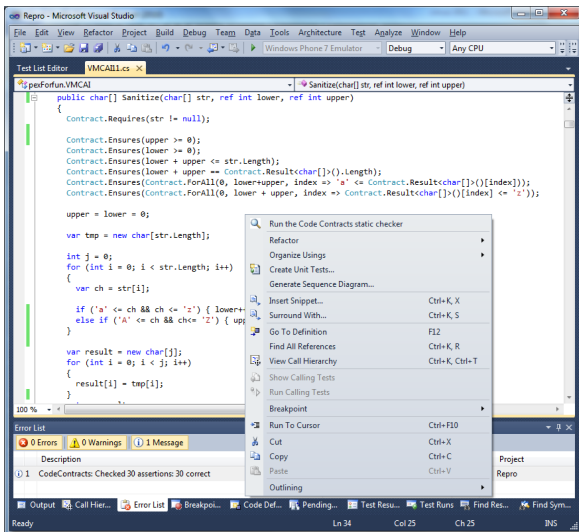 Repro - Microsoft Visual Studio
File Edit View Refactor Project Build Debug Team Data Tools Architecture Test Analyze Window Help
Windows Phone 7 Emulator Debug Any CPU
Test List Editor VMCAI1.cs
pexForfun.VMCAI Sanitize(char[] str, ref int lower, ref int upper)
public char[] Sanitize(char[] str, ref int lower, ref int upper)
{
Contract.Requires(str != null);
Contract.Ensures(upper >= 0);
Contract.Ensures(lower >= 0);
Contract.Ensures(lower + upper <= str.Length);
Contract.Ensures(lower + upper == Contract.Result<char[]>().Length);
Contract.Ensures(Contract.ForAll(0, lower+upper, index => 'a' <= Contract.Result<char[]>()[index]));
Contract.Ensures(Contract.ForAll(0, lower + upper, index => Contract.Result<char[]>()[index] <= 'z'));
upper = lower = 0;
var tmp = new char[str.Length];
int j = 0;
for (int i = 0; i < str.Length; i++)
{
var ch = str[i];
if ('a' <= ch && ch <= 'z') { lower+
else if ('A' <= ch && ch<= 'Z') { upp
}
var result = new char[j];
for (int i = 0; i < j; i++)
{
result[i] = tmp[i];
}
Run the Code Contracts static checker
Refactor
Organize Usings
Create Unit Tests...
Generate Sequence Diagram...
Insert Snippet... Ctrl+K, X
Surround With... Ctrl+K, S
Go To Definition F12
Find All References Ctrl+K, R
View Call Hierarchy Ctrl+K, Ctrl+T
Show Calling Tests
Run Calling Tests
Breakpoint
Run To Cursor Ctrl+F10
Cut Ctrl+X
Copy Ctrl+C
Paste Ctrl+V
Outlining
100 %
Error List
0 Errors 0 Warnings 1 Message
Description Project
1 CodeContracts: Checked 30 assertions: 30 correct Repro
Output Call Hier... Error List Breakpoi... Code Def... Pending... Test Resu... Test Runs Find Res... Find Sym...
Ready Ln 34 Col 25 Ch 25 INS